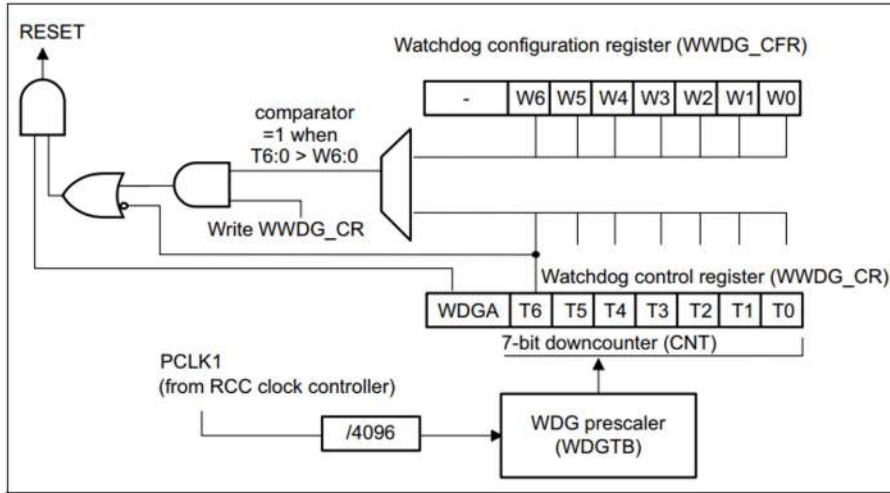 RESET
Watchdog configuration register (WWDG_CFR)
- W6 W5 W4 W3 W2 W1 W0
comparator
=1 when
T6:0 > W6:0
Write WWDG_CR
Watchdog control register (WWDG_CR)
WDGA T6 T5 T4 T3 T2 T1 T0
7-bit downcounter (CNT)
PCLK1
(from RCC clock controller)
/4096
WDG prescaler
(WDGTB)